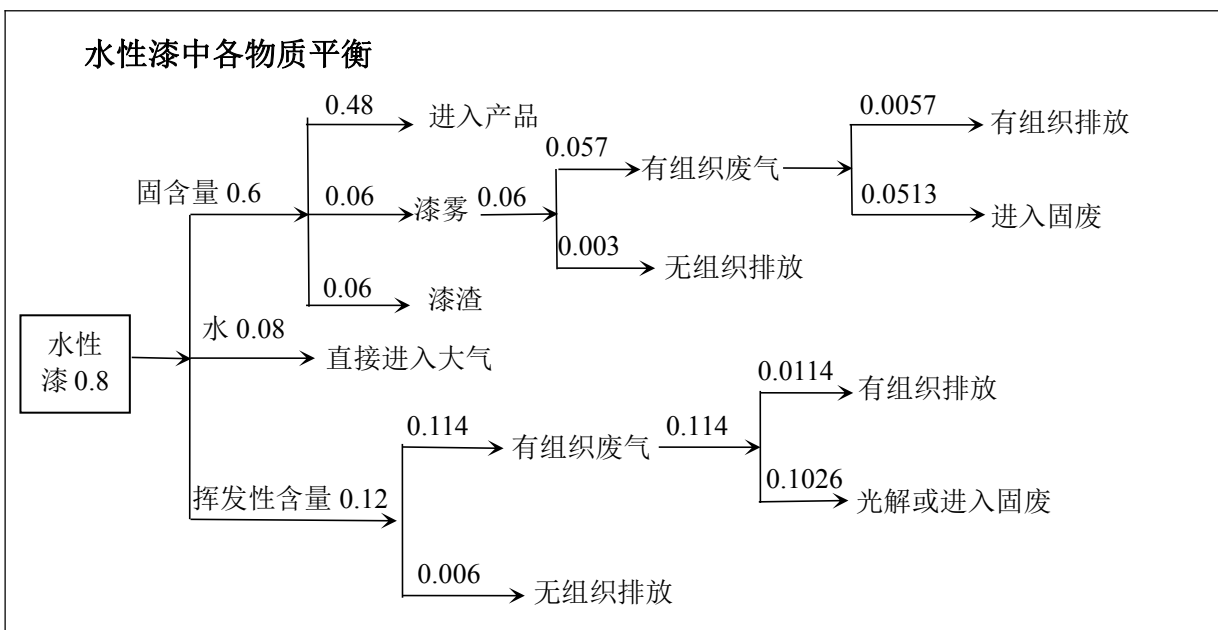 水性漆中各物质平衡
0.48
进入产品
0.0057
有组织排放
0.057
有组织废气
固含量 0.6
0.06
漆雾
0.06
0.0513
进入固废
0.003
无组织排放
0.06
漆渣
水 0.08
直接进入大气
水性
漆 0.8
0.0114
有组织排放
0.114
有组织废气
0.114
0.1026
光解或进入固废
挥发性含量 0.12
0.006
无组织排放